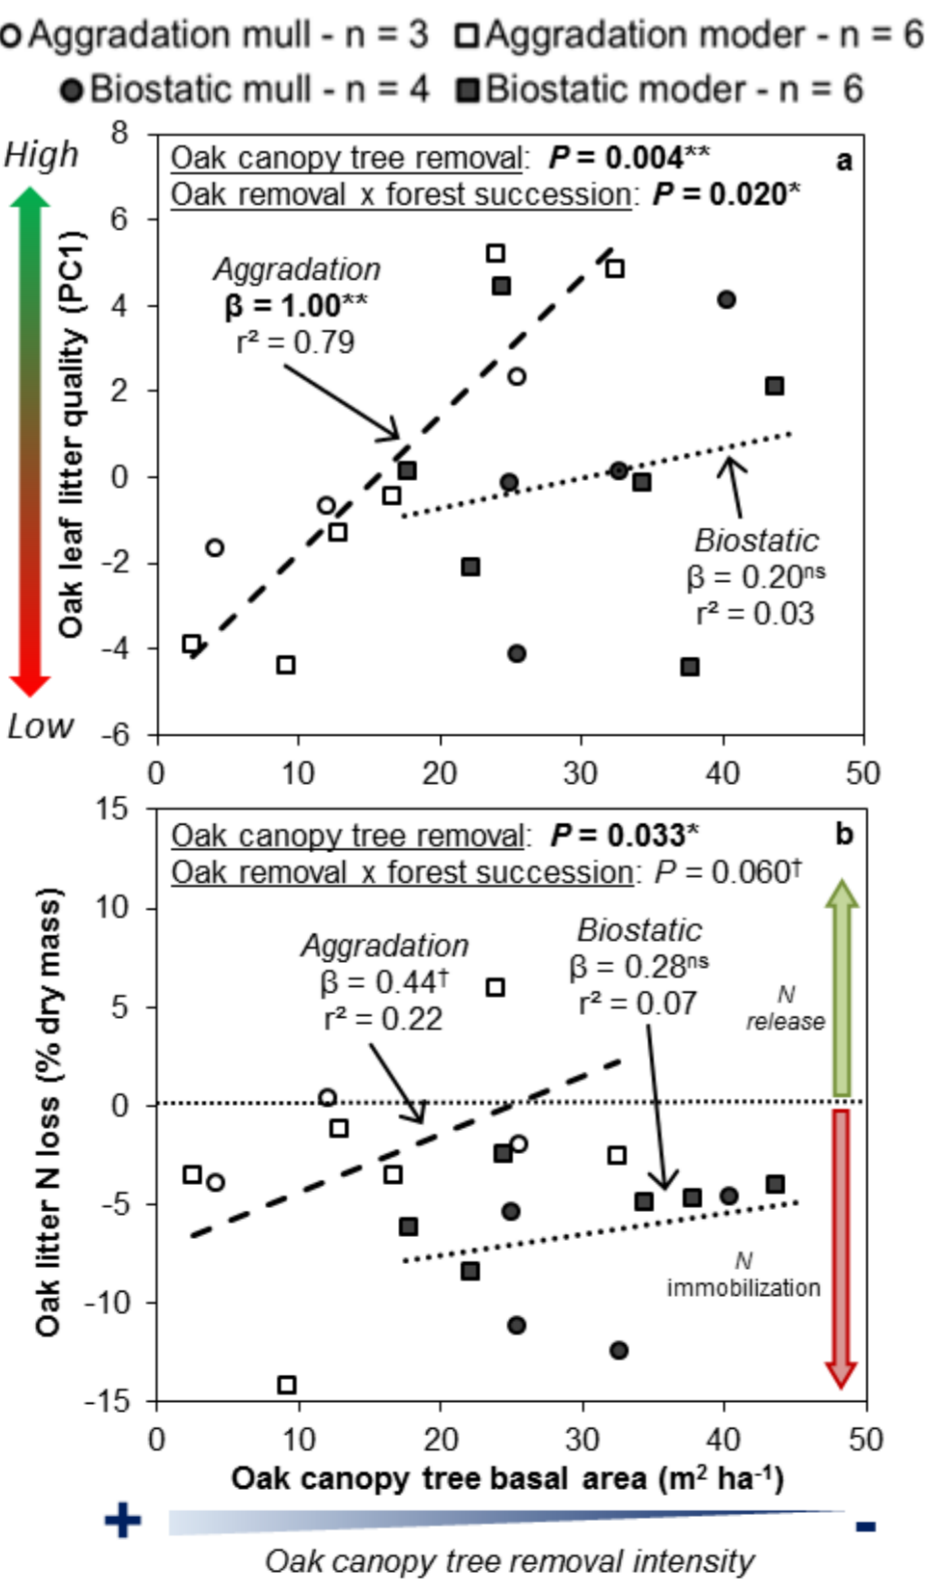 Aggradation mull - n = 3 Aggradation moder - n = 6
Biostatic mull - n = 4 Biostatic moder - n = 6
High
Low
Oak leaf litter quality (PC1)
8
6
4
2
0
-2
-4
-6
Oak canopy tree removal: P = 0.004** a
Oak removal x forest succession: P = 0.020*
Aggradation
β = 1.00**
r² = 0.79
Biostatic
β = 0.20ns
r² = 0.03
0 10 20 30 40 50
Oak litter N loss (% dry mass)
15
10
5
0
-5
-10
-15
Oak canopy tree removal: P = 0.033* b
Oak removal x forest succession: P = 0.060†
Aggradation
β = 0.44†
r² = 0.22
Biostatic
β = 0.28ns
r² = 0.07
N
release
N
immobilization
0 10 20 30 40 50
Oak canopy tree basal area (m² ha⁻¹)
+ -
Oak canopy tree removal intensity